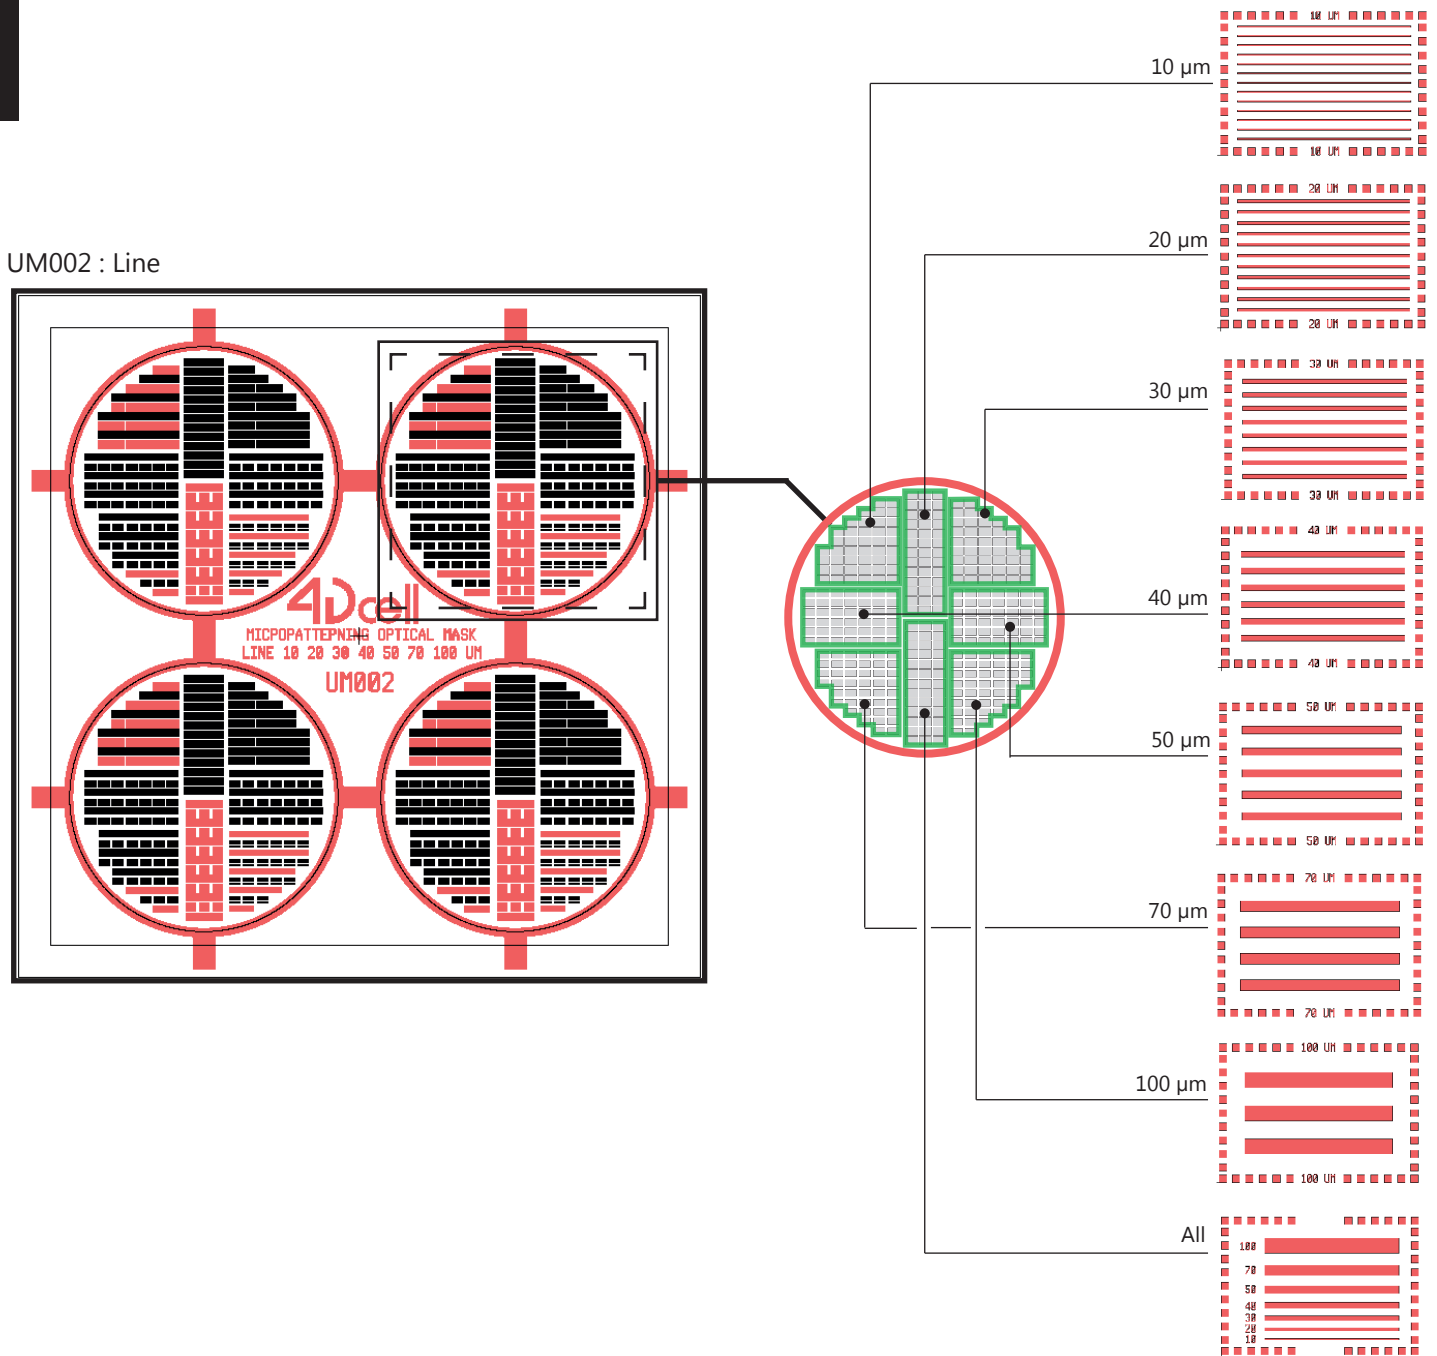 UM002 : Line
4Dcell
MICPOPATTEPNING OPTICAL MASK
LINE 10 20 30 40 50 70 100 UM
UM002
10 µm
10 UM
10 UM
20 µm
20 UM
20 UM
30 µm
30 UM
30 UM
40 µm
40 UM
40 UM
50 µm
50 UM
50 UM
70 µm
70 UM
70 UM
100 µm
100 UM
100 UM
All
100
70
50
40
30
20
10